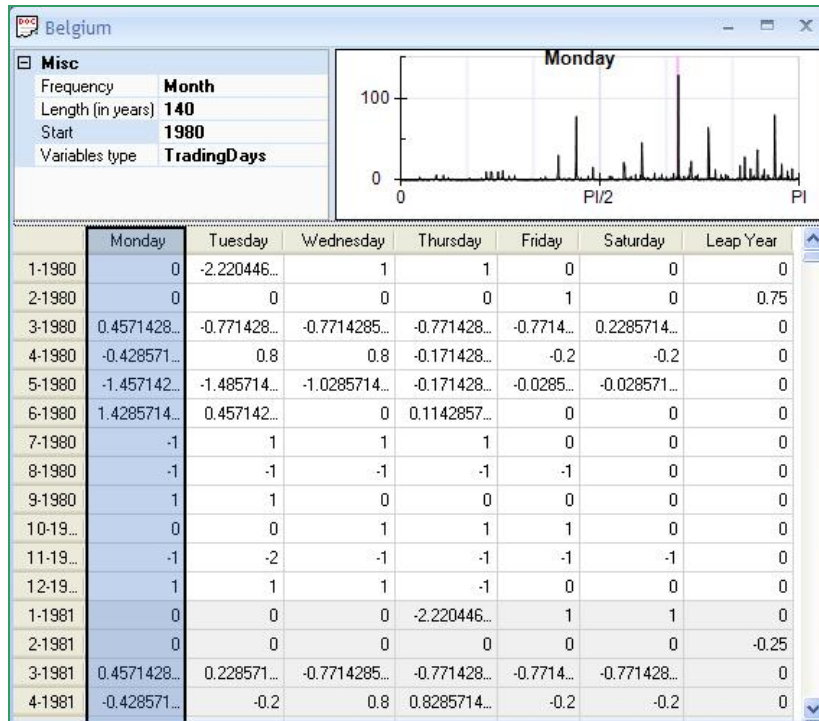 Belgium
Misc
Frequency Month
Length (in years) 140
Start 1980
Variables type TradingDays
Monday
100
0
0 PI/2 PI
Monday Tuesday Wednesday Thursday Friday Saturday Leap Year
1-1980 0 -2.220446... 1 1 0 0 0
2-1980 0 0 0 0 1 0 0.75
3-1980 0.4571428... -0.771428... -0.7714285... -0.771428... -0.7714... 0.2285714... 0
4-1980 -0.428571... 0.8 0.8 -0.171428... -0.2 -0.2 0
5-1980 -1.457142... -1.485714... -1.0285714... -0.171428... -0.0285... -0.028571... 0
6-1980 1.4285714... 0.457142... 0 0.1142857... 0 0 0
7-1980 -1 1 1 1 0 0 0
8-1980 -1 -1 -1 -1 -1 0 0
9-1980 1 1 0 0 0 0 0
10-19... 0 0 1 1 1 0 0
11-19... -1 -2 -1 -1 -1 -1 0
12-19... 1 1 1 -1 0 0 0
1-1981 0 0 0 -2.220446... 1 1 0
2-1981 0 0 0 0 0 0 -0.25
3-1981 0.4571428... 0.228571... -0.7714285... -0.771428... -0.7714... -0.771428... 0
4-1981 -0.428571... -0.2 0.8 0.8285714... -0.2 -0.2 0